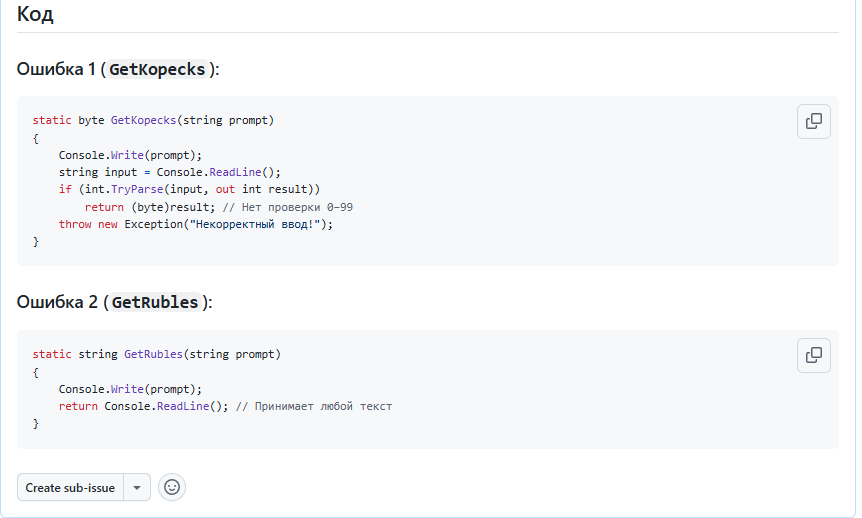 Код
Ошибка 1 (GetKopecks):
static byte GetKopecks(string prompt)
{
    Console.Write(prompt);
    string input = Console.ReadLine();
    if (int.TryParse(input, out int result))
        return (byte)result; // Нет проверки 0–99
    throw new Exception("Некорректный ввод!");
}
Ошибка 2 (GetRubles):
static string GetRubles(string prompt)
{
    Console.Write(prompt);
    return Console.ReadLine(); // Принимает любой текст
}
Create sub-issue